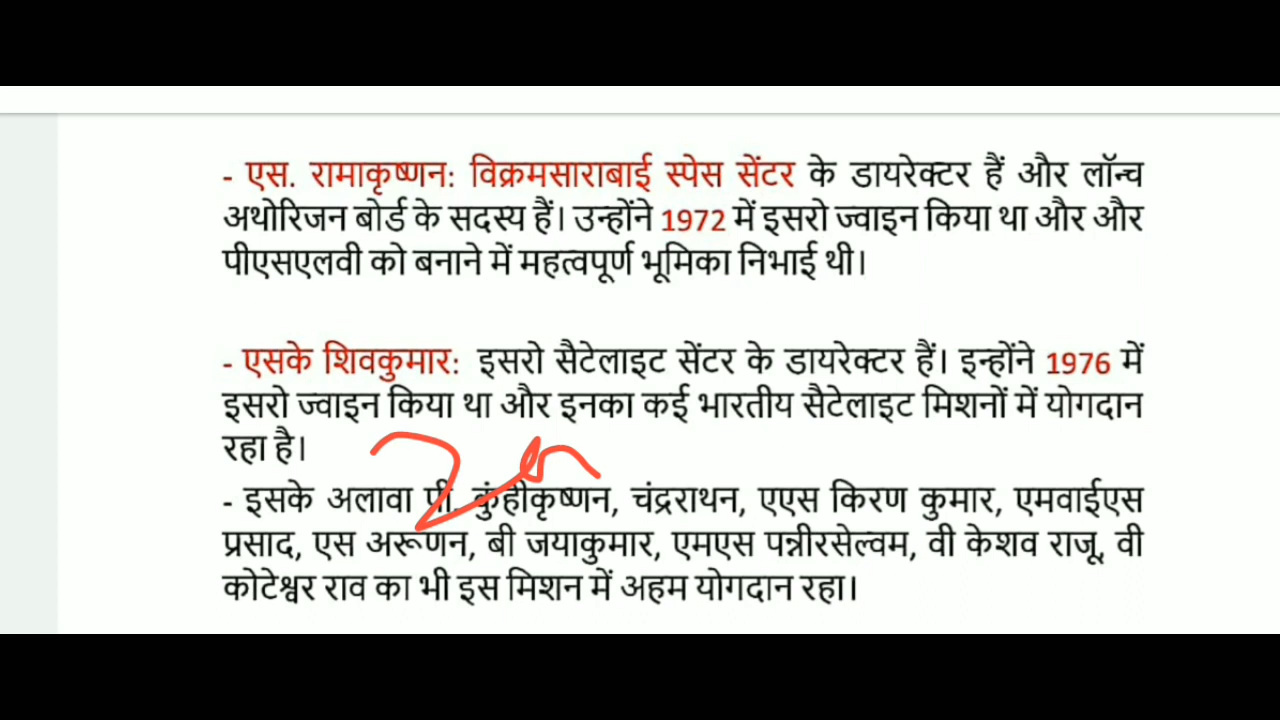 - एस. रामाकृष्णन: विक्रमसाराबाई स्पेस सेंटर के डायरेक्टर हैं और लॉन्च
अथोरिजन बोर्ड के सदस्य हैं। उन्होंने 1972 में इसरो ज्वाइन किया था और और
पीएसएलवी को बनाने में महत्वपूर्ण भूमिका निभाई थी।
- एसके शिवकुमार: इसरो सैटेलाइट सेंटर के डायरेक्टर हैं। इन्होंने 1976 में
इसरो ज्वाइन किया था और इनका कई भारतीय सैटेलाइट मिशनों में योगदान
रहा है।
- इसके अलावा पी. कुंहीकृष्णन, चंद्रराथन, एएस किरण कुमार, एमवाईएस
प्रसाद, एस अरूणन, बी जयाकुमार, एमएस पन्नीरसेल्वम, वी केशव राजू, वी
कोटेश्वर राव का भी इस मिशन में अहम योगदान रहा।